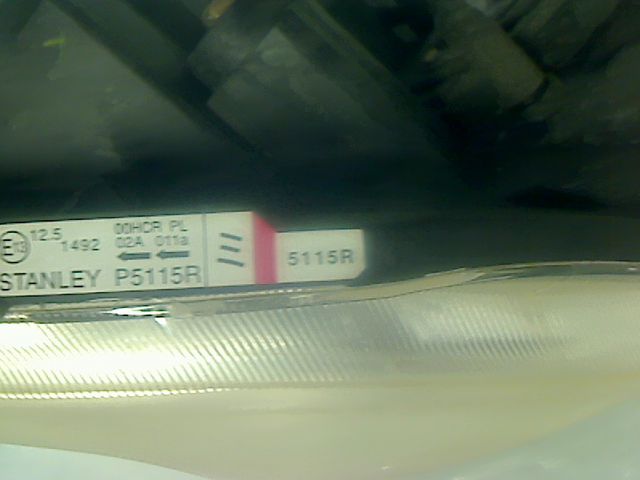 E13 12.5 1492 00HCR PL
02A 011a
STANLEY P5115R
5115R